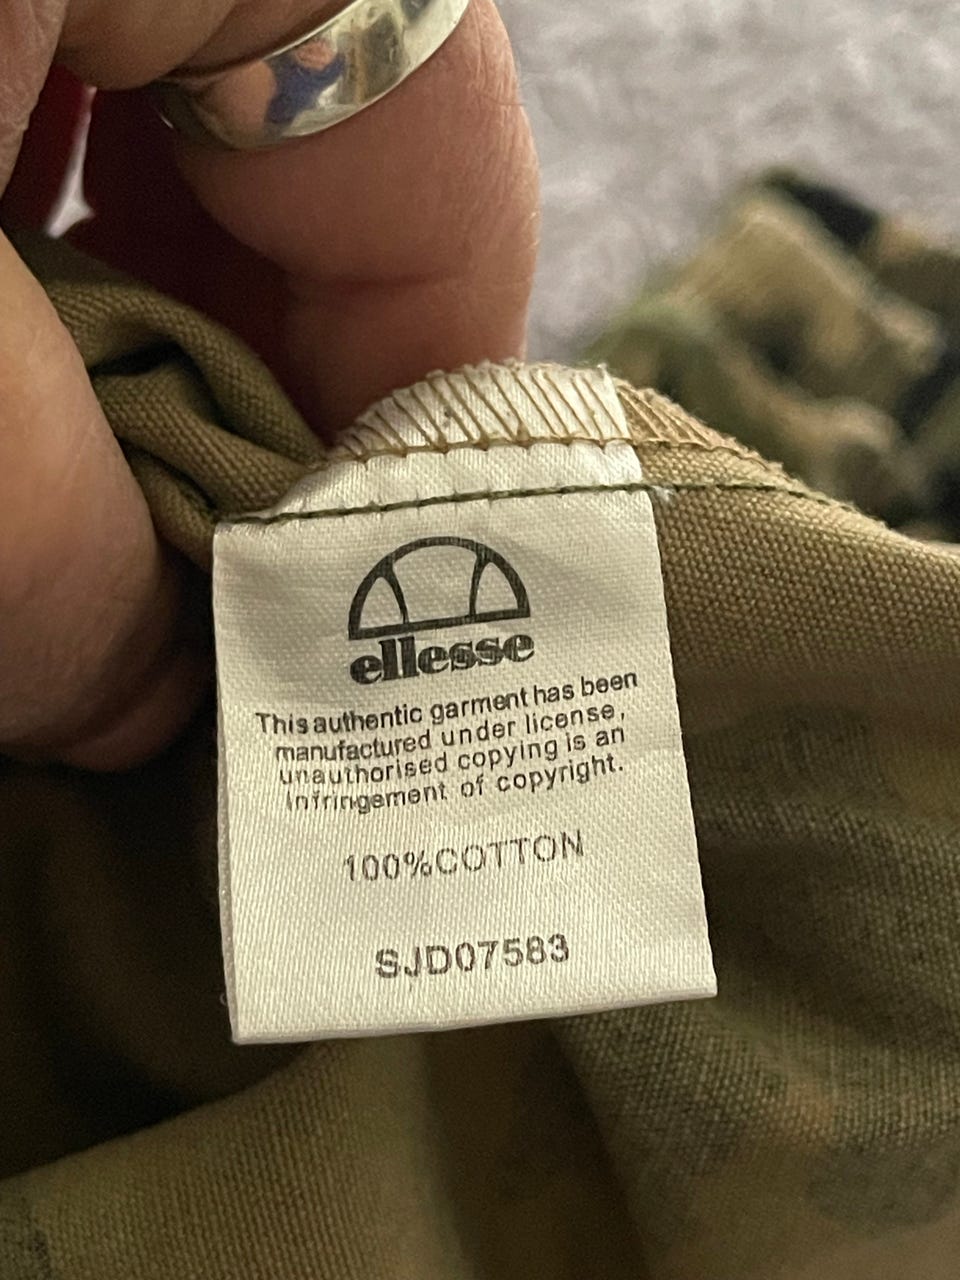 ellesse
This authentic garment has been
manufactured under license,
unauthorised copying is an
infringement of copyright.
100%COTTON
SJD07583